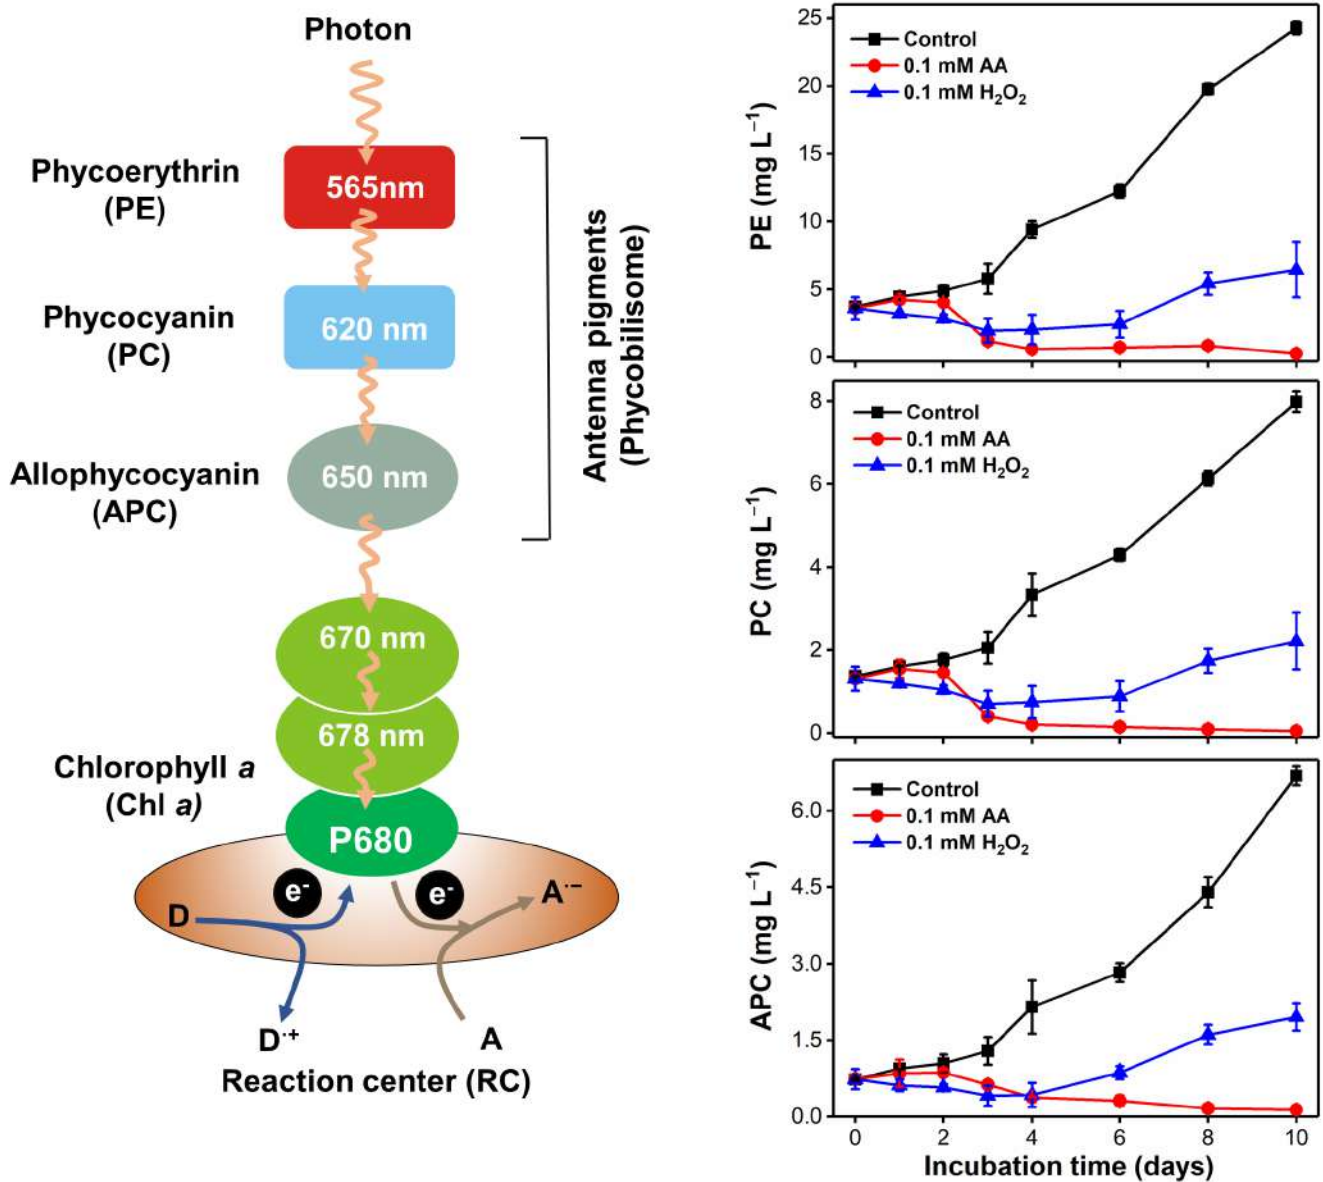 Photon
Phycoerythrin
(PE)
565nm
Phycocyanin
(PC)
620 nm
Allophycocyanin
(APC)
650 nm
Antenna pigments
(Phycobilisome)
670 nm
678 nm
Chlorophyll a
(Chl a)
P680
e⁻
e⁻
D
A·⁻
D·⁺
A
Reaction center (RC)
PE (mg L⁻¹)
25
20
15
10
5
0
Control
0.1 mM AA
0.1 mM H₂O₂
PC (mg L⁻¹)
8
6
4
2
0
Control
0.1 mM AA
0.1 mM H₂O₂
APC (mg L⁻¹)
6.0
4.5
3.0
1.5
0.0
Control
0.1 mM AA
0.1 mM H₂O₂
0 2 4 6 8 10
Incubation time (days)